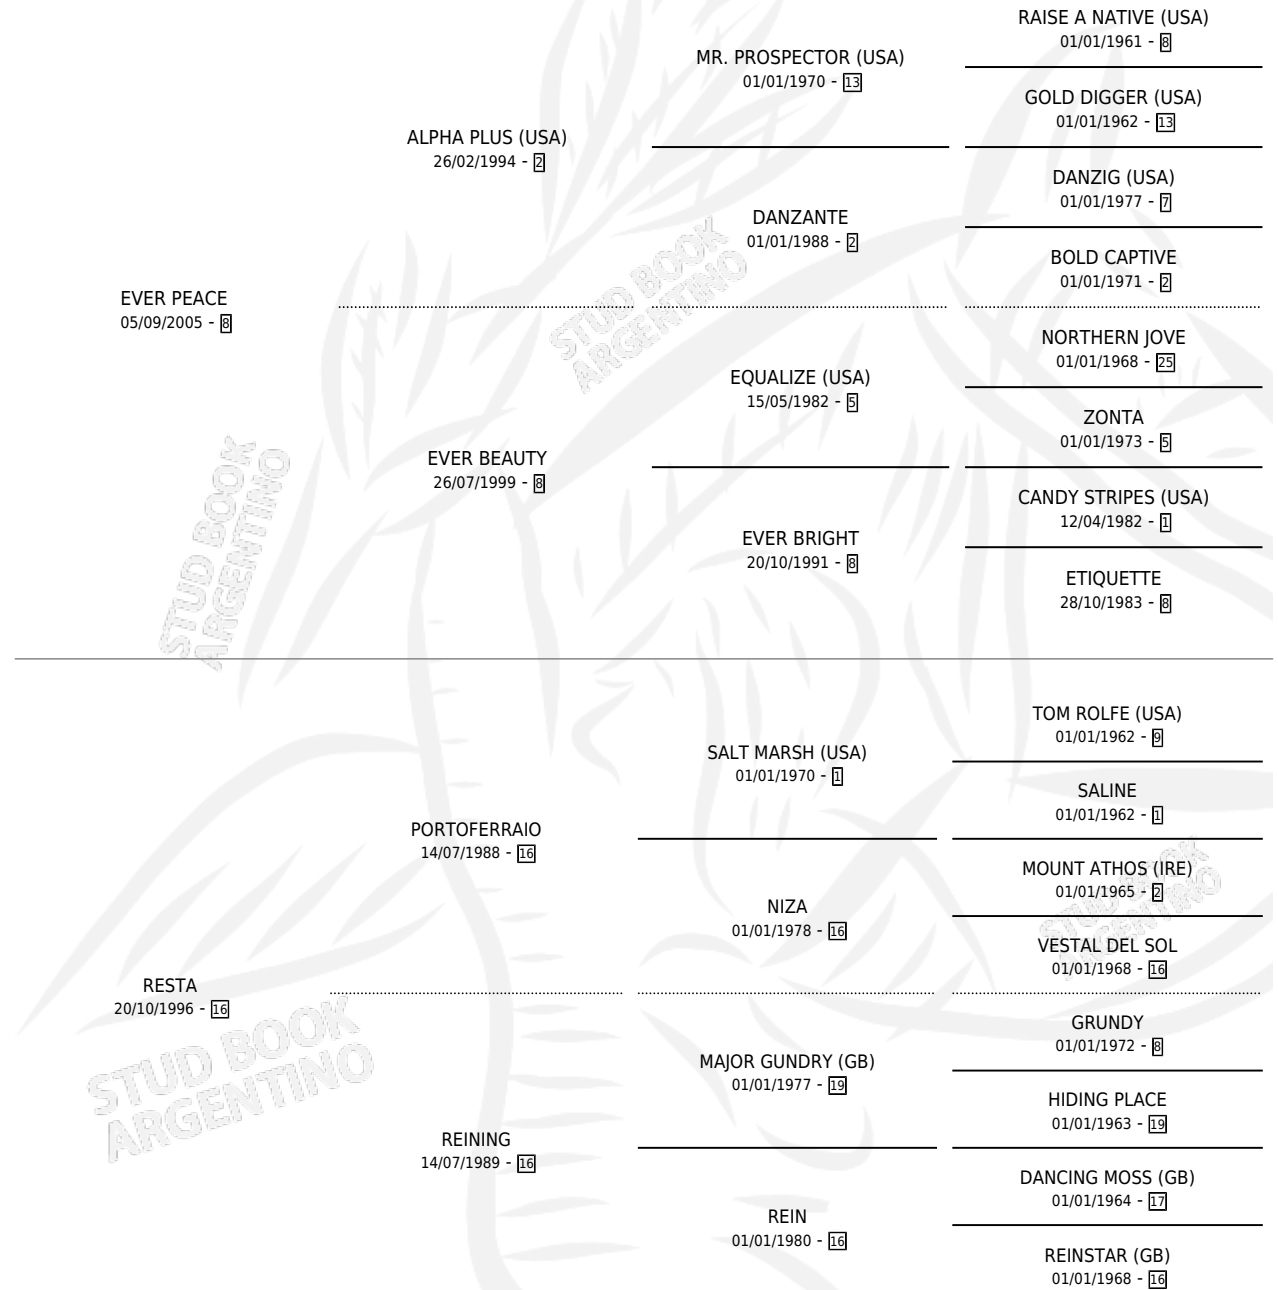 RAISE A NATIVE (USA)
01/01/1961 - 8
MR. PROSPECTOR (USA)
01/01/1970 - 13
GOLD DIGGER (USA)
01/01/1962 - 13
ALPHA PLUS (USA)
26/02/1994 - 2
DANZIG (USA)
01/01/1977 - 7
DANZANTE
01/01/1988 - 2
BOLD CAPTIVE
01/01/1971 - 2
EVER PEACE
05/09/2005 - 8
NORTHERN JOVE
01/01/1968 - 25
EQUALIZE (USA)
15/05/1982 - 5
ZONTA
01/01/1973 - 5
EVER BEAUTY
26/07/1999 - 8
CANDY STRIPES (USA)
12/04/1982 - 1
EVER BRIGHT
20/10/1991 - 8
ETIQUETTE
28/10/1983 - 8
STUD BOOK
ARGENTINO
STUD BOOK
ARGENTINO
TOM ROLFE (USA)
01/01/1962 - 9
SALT MARSH (USA)
01/01/1970 - 1
SALINE
01/01/1962 - 1
PORTOFERRAIO
14/07/1988 - 16
MOUNT ATHOS (IRE)
01/01/1965 - 2
NIZA
01/01/1978 - 16
VESTAL DEL SOL
01/01/1968 - 16
RESTA
20/10/1996 - 16
GRUNDY
01/01/1972 - 8
MAJOR GUNDRY (GB)
01/01/1977 - 19
HIDING PLACE
01/01/1963 - 19
REINING
14/07/1989 - 16
DANCING MOSS (GB)
01/01/1964 - 17
REIN
01/01/1980 - 16
REINSTAR (GB)
01/01/1968 - 16
STUD BOOK
ARGENTINO
STUD BOOK
ARGENTINO